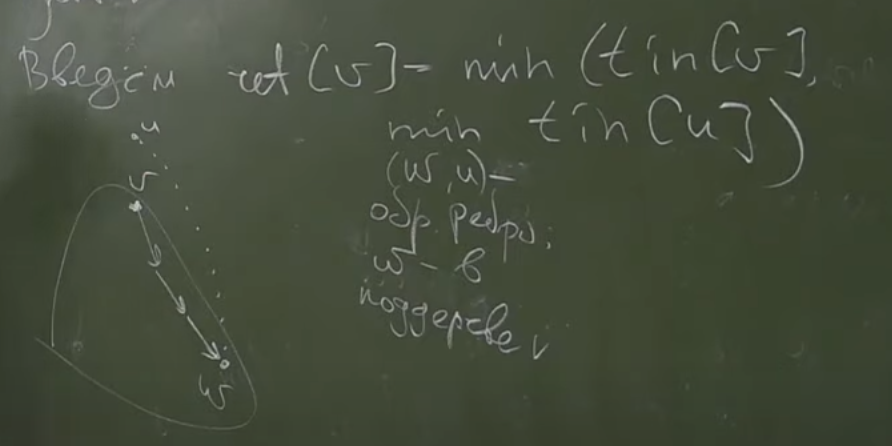 Введём ret[v] = min (tin[v],
min tin[u])
(w,u) –
обр. ребро,
w – в
поддереве v
u
v
w